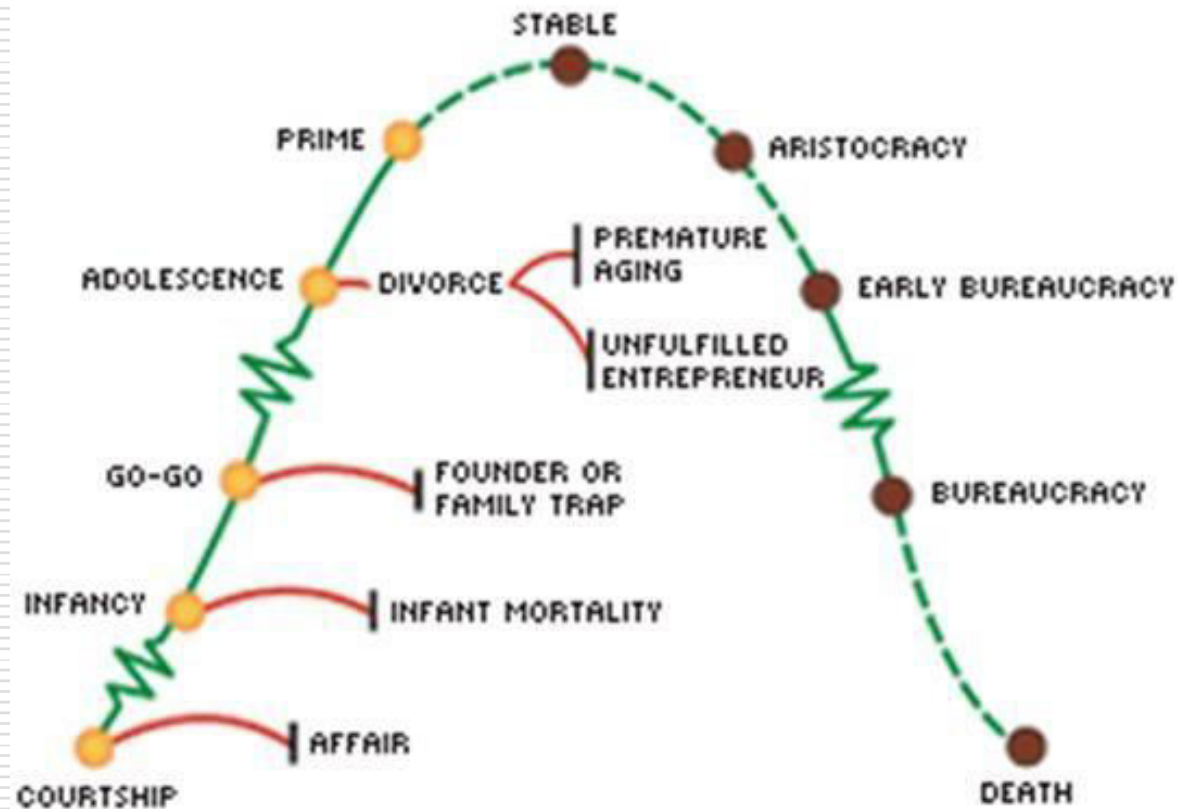 STABLE
PRIME
ARISTOCRACY
PREMATURE
AGING
ADOLESCENCE
DIVORCE
EARLY BUREAUCRACY
UNFULFILLED
ENTREPRENEUR
GO-GO
FOUNDER OR
FAMILY TRAP
BUREAUCRACY
INFANCY
INFANT MORTALITY
AFFAIR
COURTSHIP
DEATH